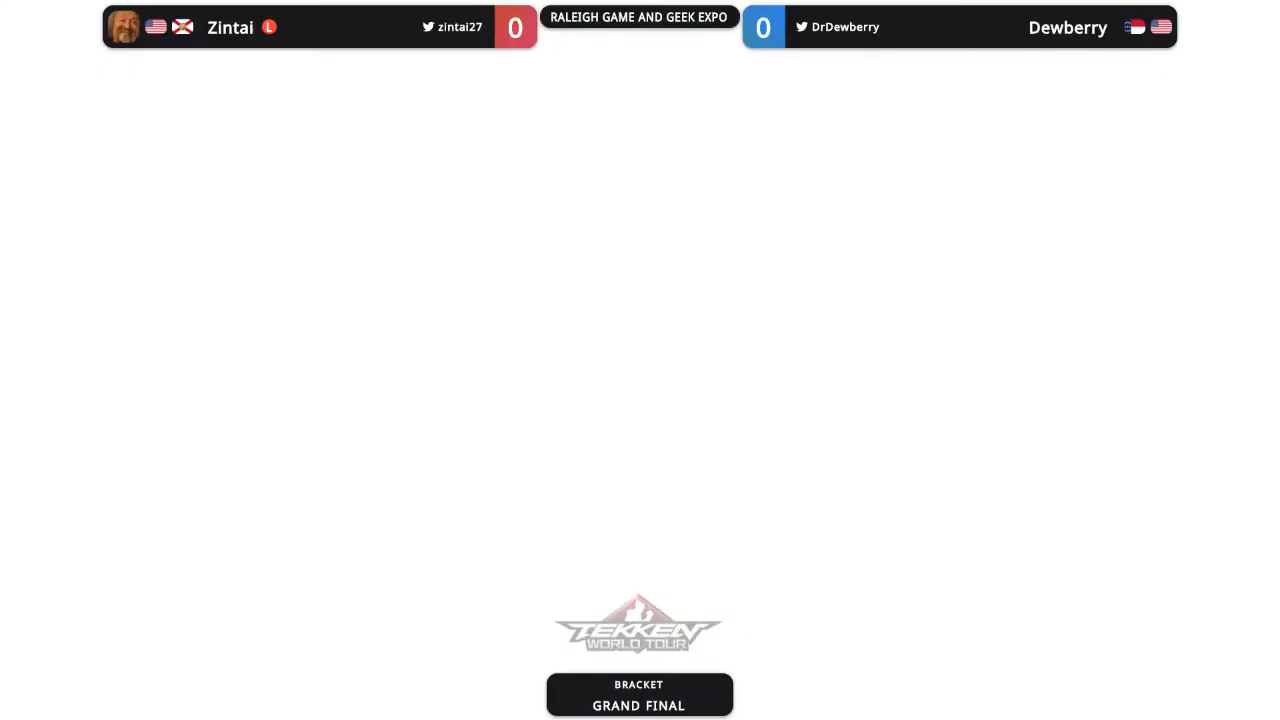 Zintai L
zintai27
0
RALEIGH GAME AND GEEK EXPO
0
DrDewberry
Dewberry
TEKKEN
WORLD TOUR
BRACKET
GRAND FINAL